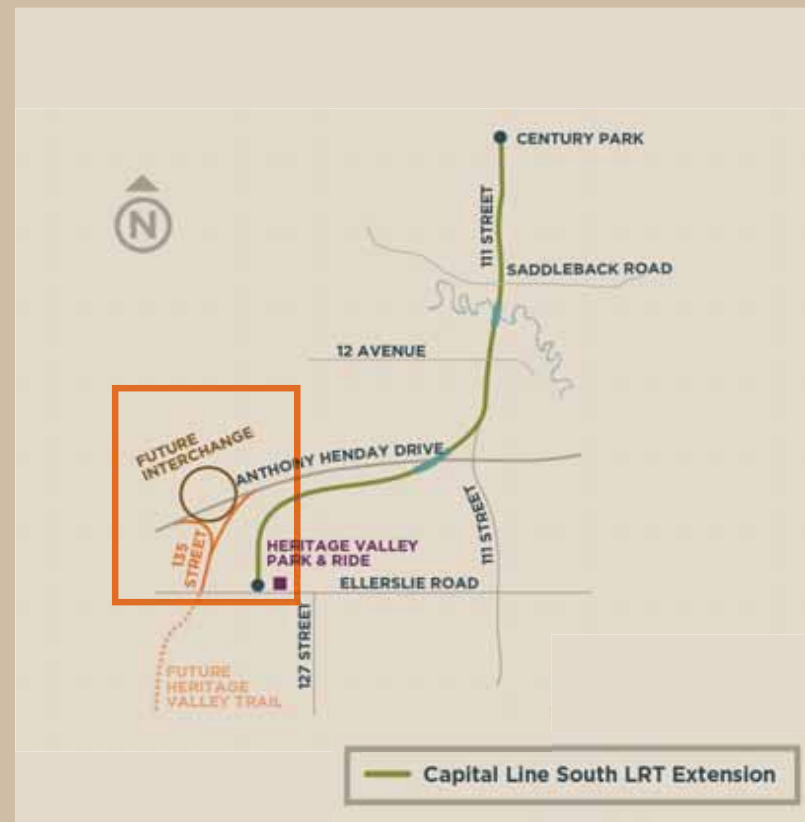 CENTURY PARK
N
111 STREET
SADDLEBACK ROAD
12 AVENUE
FUTURE
INTERCHANGE
ANTHONY HENDAY DRIVE
111 STREET
135
STREET
HERITAGE VALLEY
PARK & RIDE
ELLERSLIE ROAD
127 STREET
FUTURE
HERITAGE
VALLEY TRAIL
Capital Line South LRT Extension